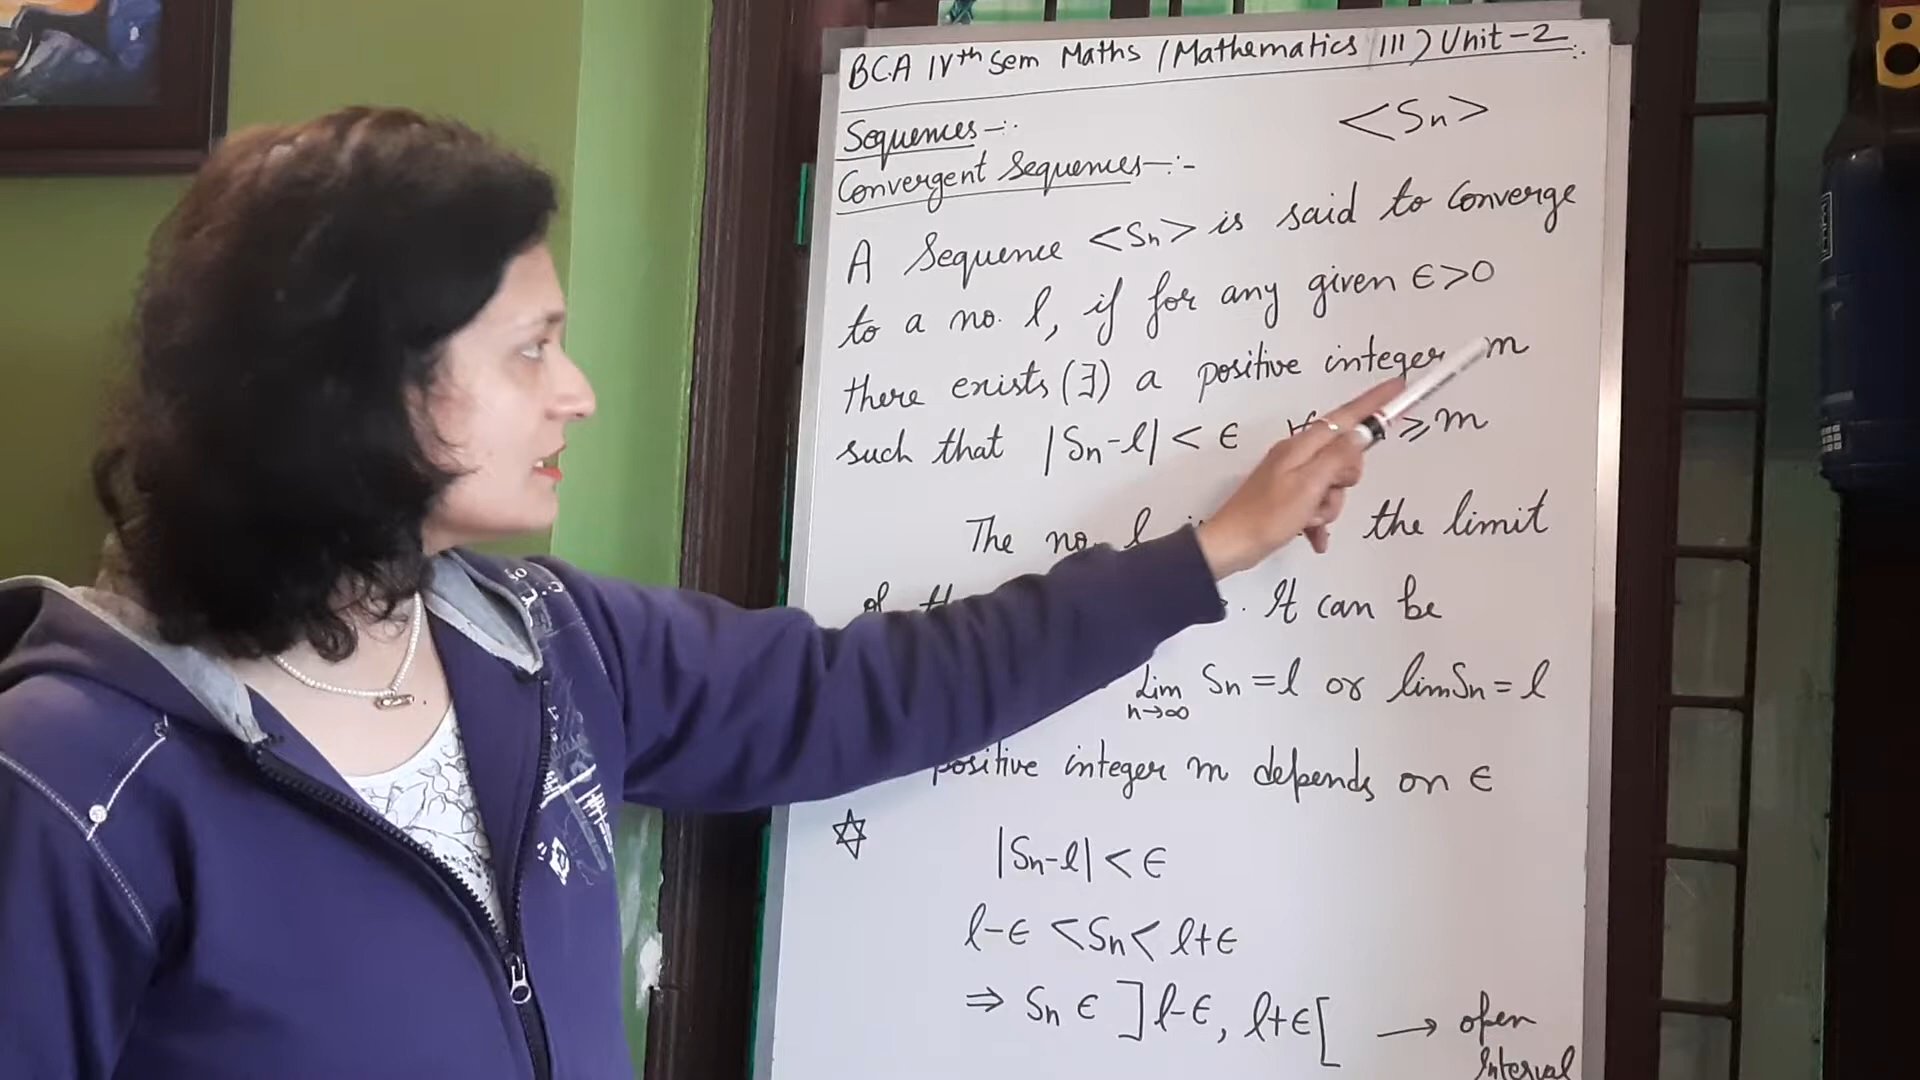 BCA IVth Sem Maths (Mathematics III) Unit-2
<Sn>
Sequences-:.
Convergent Sequences-:-
A Sequence <Sn> is said to converge
to a no. l, if for any given ∈>0
there exists (∃) a positive integer m
such that |Sn-l| < ∈ ≥m
The no. l the limit
of . It can be
Lim n→∞ Sn = l or limSn = l
positive integer m depends on ∈
|Sn-l| < ∈
l-∈ <Sn< l+∈
⇒ Sn ∈ ]l-∈, l+∈[ → open
Interval